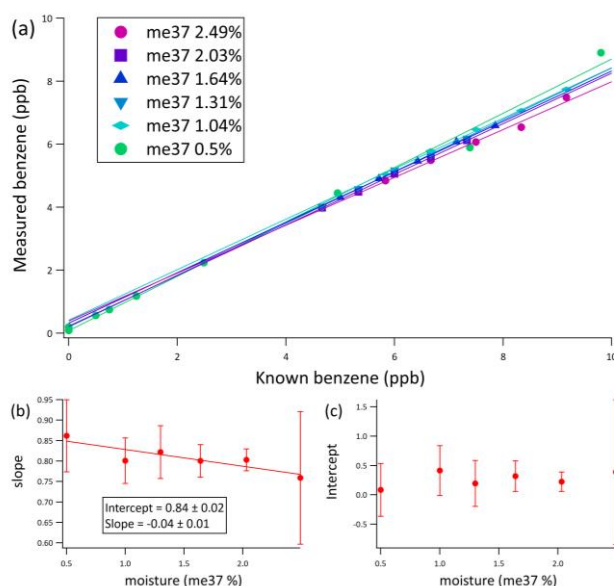 (a)
me37 2.49%
me37 2.03%
me37 1.64%
me37 1.31%
me37 1.04%
me37 0.5%
Measured benzene (ppb)
10
8
6
4
2
0
0
2
4
6
8
10
Known benzene (ppb)
(b)
slope
0.95
0.90
0.85
0.80
0.75
0.70
0.65
0.60
Intercept = 0.84 ± 0.02
Slope = -0.04 ± 0.01
0.5
1.0
1.5
2.0
moisture (me37 %)
(c)
Intercept
1.5
1.0
0.5
0.0
-0.5
0.5
1.0
1.5
2.0
moisture (me37 %)